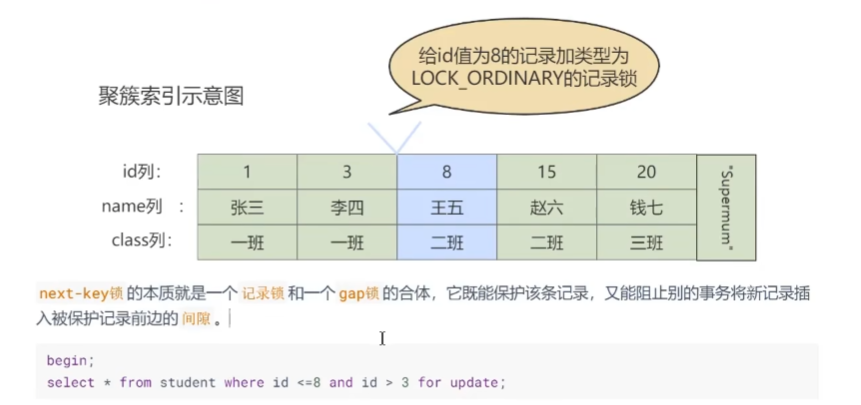 给id值为8的记录加类型为
LOCK_ORDINARY的记录锁
聚簇索引示意图
id列: 1 3 8 15 20 "Supermum"
name列 : 张三 李四 王五 赵六 钱七
class列: 一班 一班 二班 二班 三班
next-key锁 的本质就是一个 记录锁 和一个 gap锁 的合体，它既能保护该条记录，又能阻止别的事务将新记录插
入被保护记录前边的 间隙 。
begin;
select * from student where id <=8 and id > 3 for update;